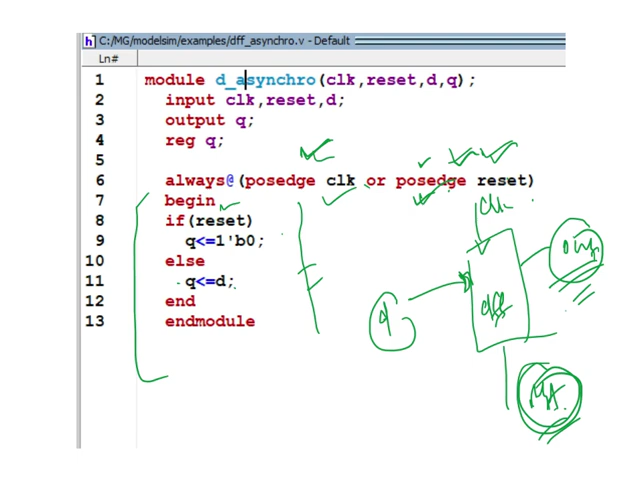 C:/MG/modelsim/examples/dff_asynchro.v - Default
Ln#
1 module d_asynchro(clk,reset,d,q);
2 input clk,reset,d;
3 output q;
4 reg q;
5
6 always@(posedge clk or posedge reset)
7 begin
8 if(reset)
9 q<=1'b0;
10 else
11 q<=d;
12 end
13 endmodule
clk
dff
d